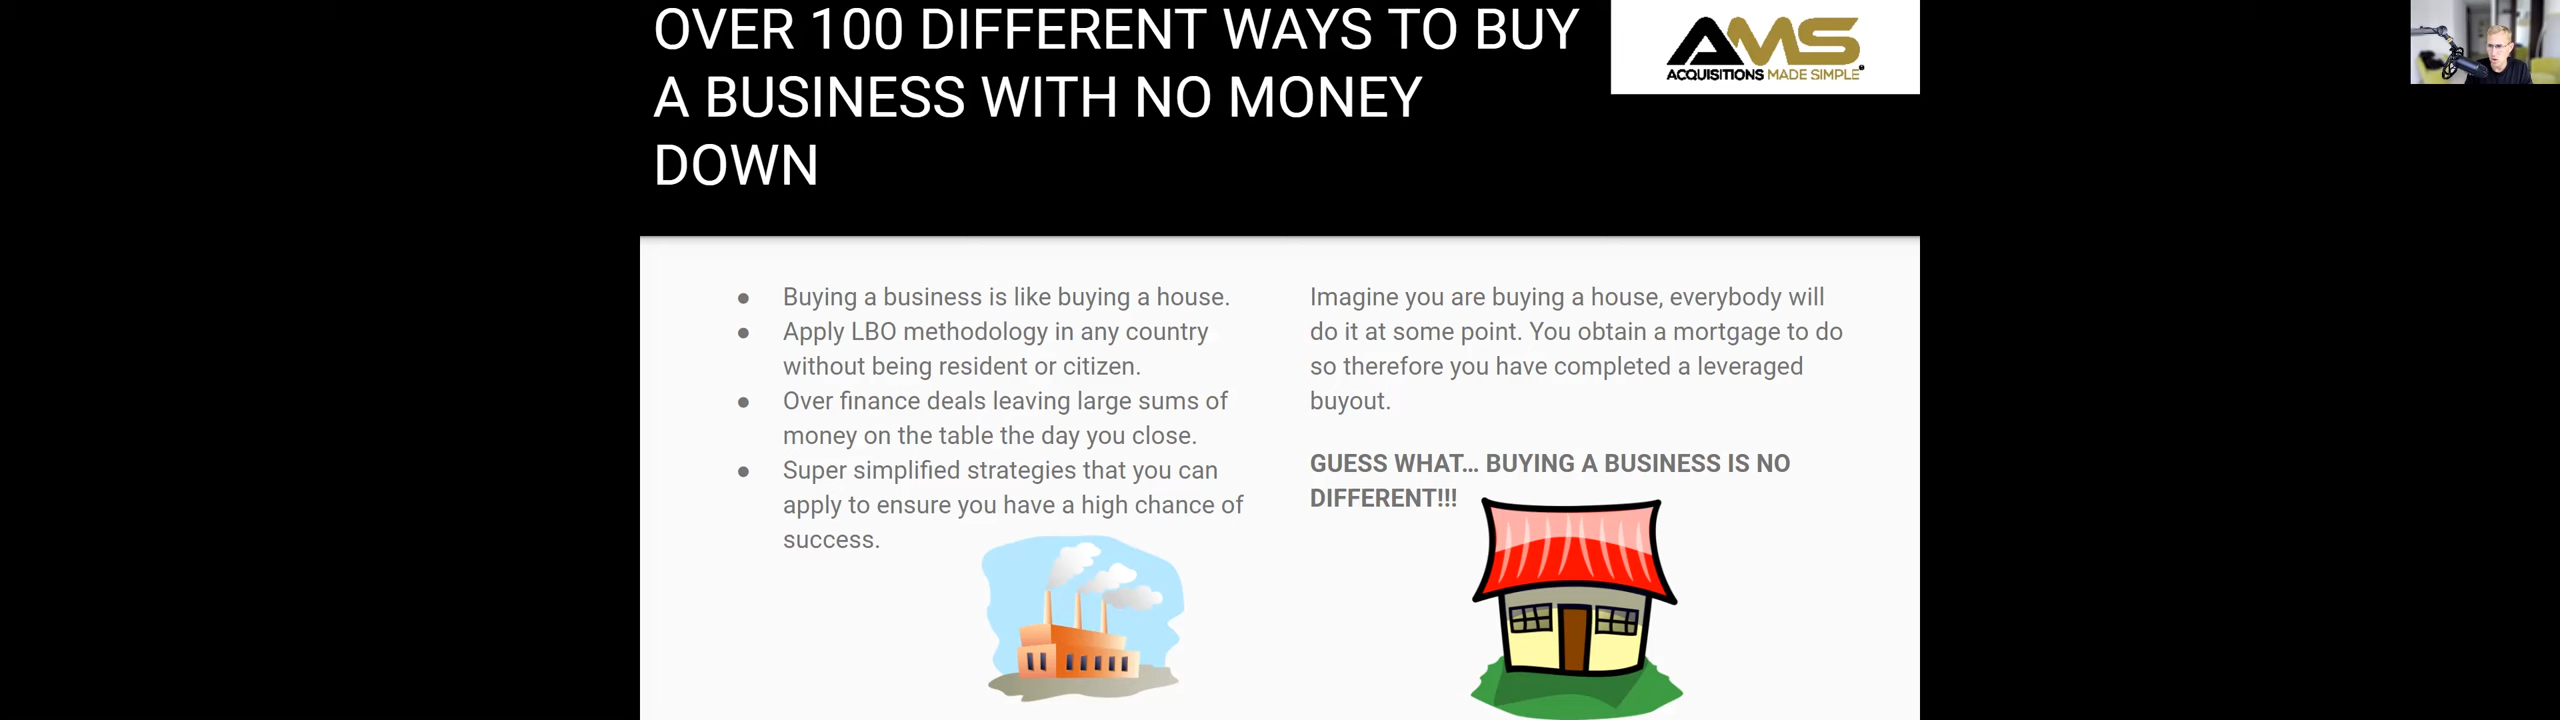 OVER 100 DIFFERENT WAYS TO BUY
A BUSINESS WITH NO MONEY
DOWN
AMS
ACQUISITIONS MADE SIMPLE
● Buying a business is like buying a house.
● Apply LBO methodology in any country
without being resident or citizen.
● Over finance deals leaving large sums of
money on the table the day you close.
● Super simplified strategies that you can
apply to ensure you have a high chance of
success.
Imagine you are buying a house, everybody will
do it at some point. You obtain a mortgage to do
so therefore you have completed a leveraged
buyout.
GUESS WHAT... BUYING A BUSINESS IS NO
DIFFERENT!!!